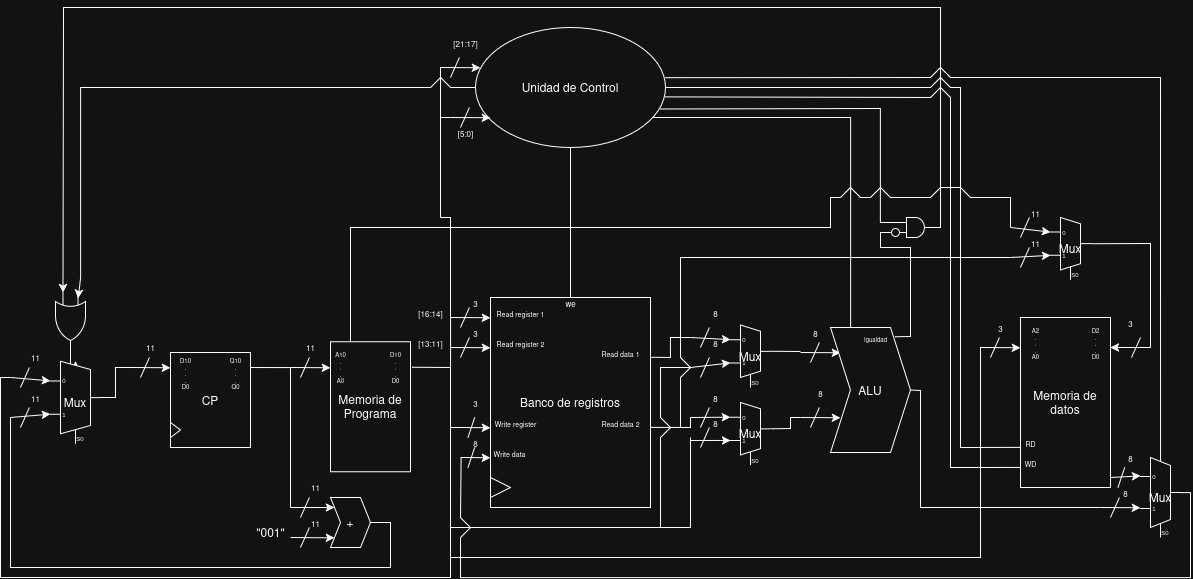 [21:17]
Unidad de Control
[5:0]
11
0
Mux
1
11
S0
we
[16:14]
3
Read register 1
[13:11]
3
Read register 2
Read data 1
Banco de registros
3
Write register
Read data 2
8
Write data
8
0
8
Mux
1
S0
8
0
8
Mux
1
S0
8
8
Igualdad
ALU
3
A2
D2
3
A0
D0
Memoria de
datos
RD
WD
8
0
8
Mux
1
S0
11
0
11
Mux
1
S0
11
D10
Q10
D0
Q0
CP
11
A10
D10
A0
D0
Memoria de
Programa
11
+
"001"
11